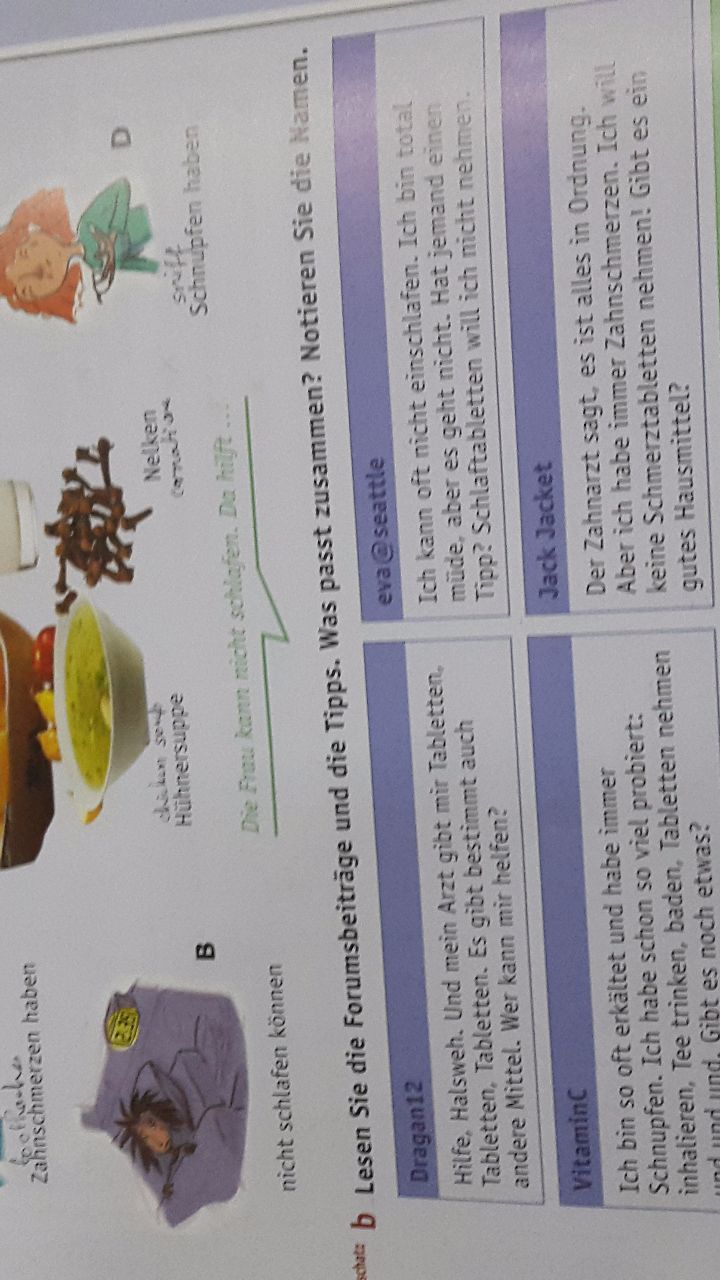 toothache
Zahnschmerzen haben
2:35
B
nicht schlafen können
chicken soup
Hühnersuppe
Nelken
carnation
D
sniff
Schnupfen haben
Die Frau kann nicht schlafen. Da hilft ...
schatz
b Lesen Sie die Forumsbeiträge und die Tipps. Was passt zusammen? Notieren Sie die Namen.
Dragan12
Hilfe, Halsweh. Und mein Arzt gibt mir Tabletten,
Tabletten, Tabletten. Es gibt bestimmt auch
andere Mittel. Wer kann mir helfen?
eva@seattle
Ich kann oft nicht einschlafen. Ich bin total
müde, aber es geht nicht. Hat jemand einen
Tipp? Schlaftabletten will ich nicht nehmen.
VitaminC
Ich bin so oft erkältet und habe immer
Schnupfen. Ich habe schon so viel probiert:
inhalieren, Tee trinken, baden, Tabletten nehmen
und und und. Gibt es noch etwas?
Jack Jacket
Der Zahnarzt sagt, es ist alles in Ordnung.
Aber ich habe immer Zahnschmerzen. Ich will
keine Schmerztabletten nehmen! Gibt es ein
gutes Hausmittel?